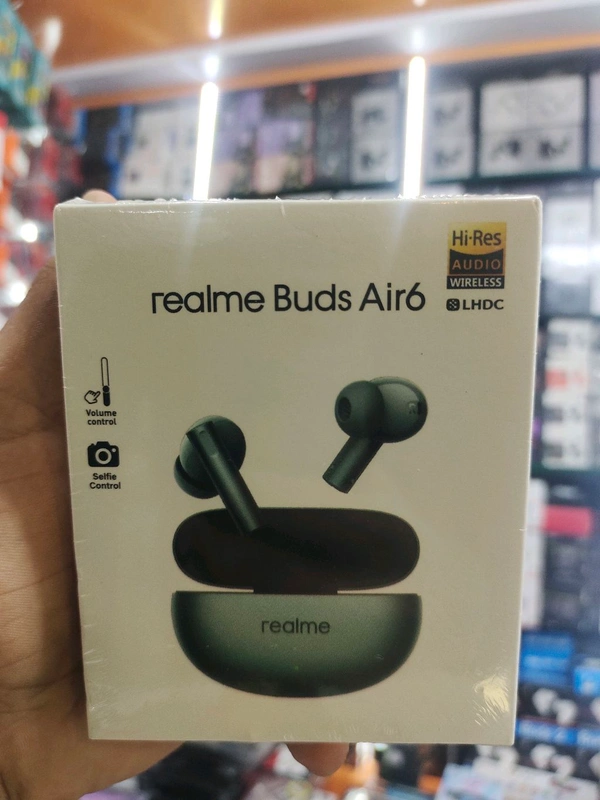 realme Buds Air6
Hi-Res
AUDIO
WIRELESS
LHDC
Volume
control
Selfie
Control
realme